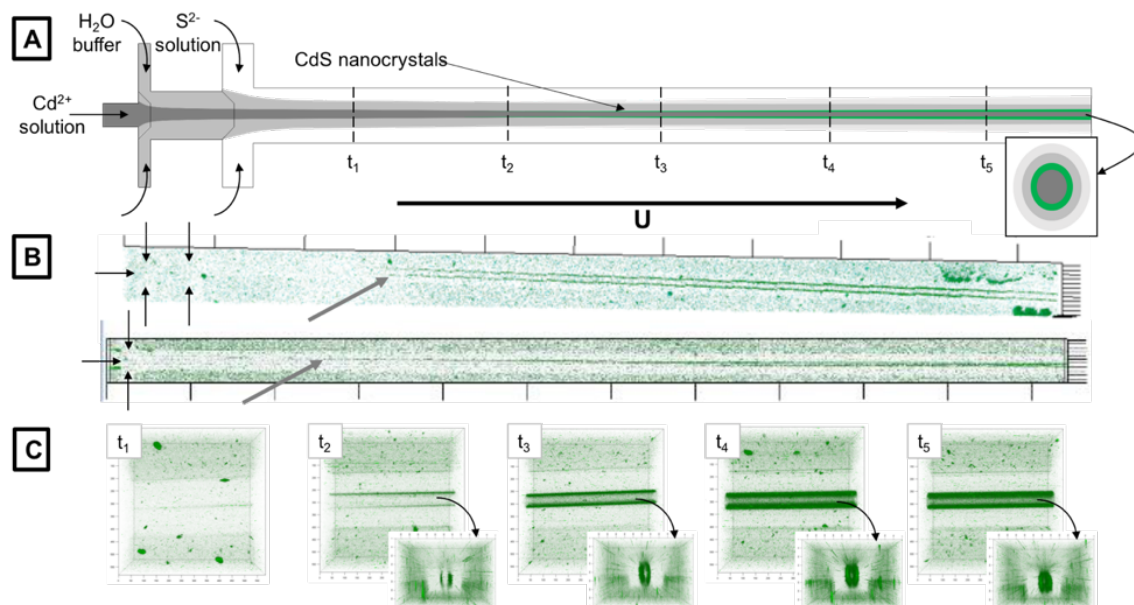 A
H₂O
buffer
S²⁻
solution
CdS nanocrystals
Cd²⁺
solution
t₁
t₂
t₃
t₄
t₅
U
B
C
t₁
t₂
t₃
t₄
t₅